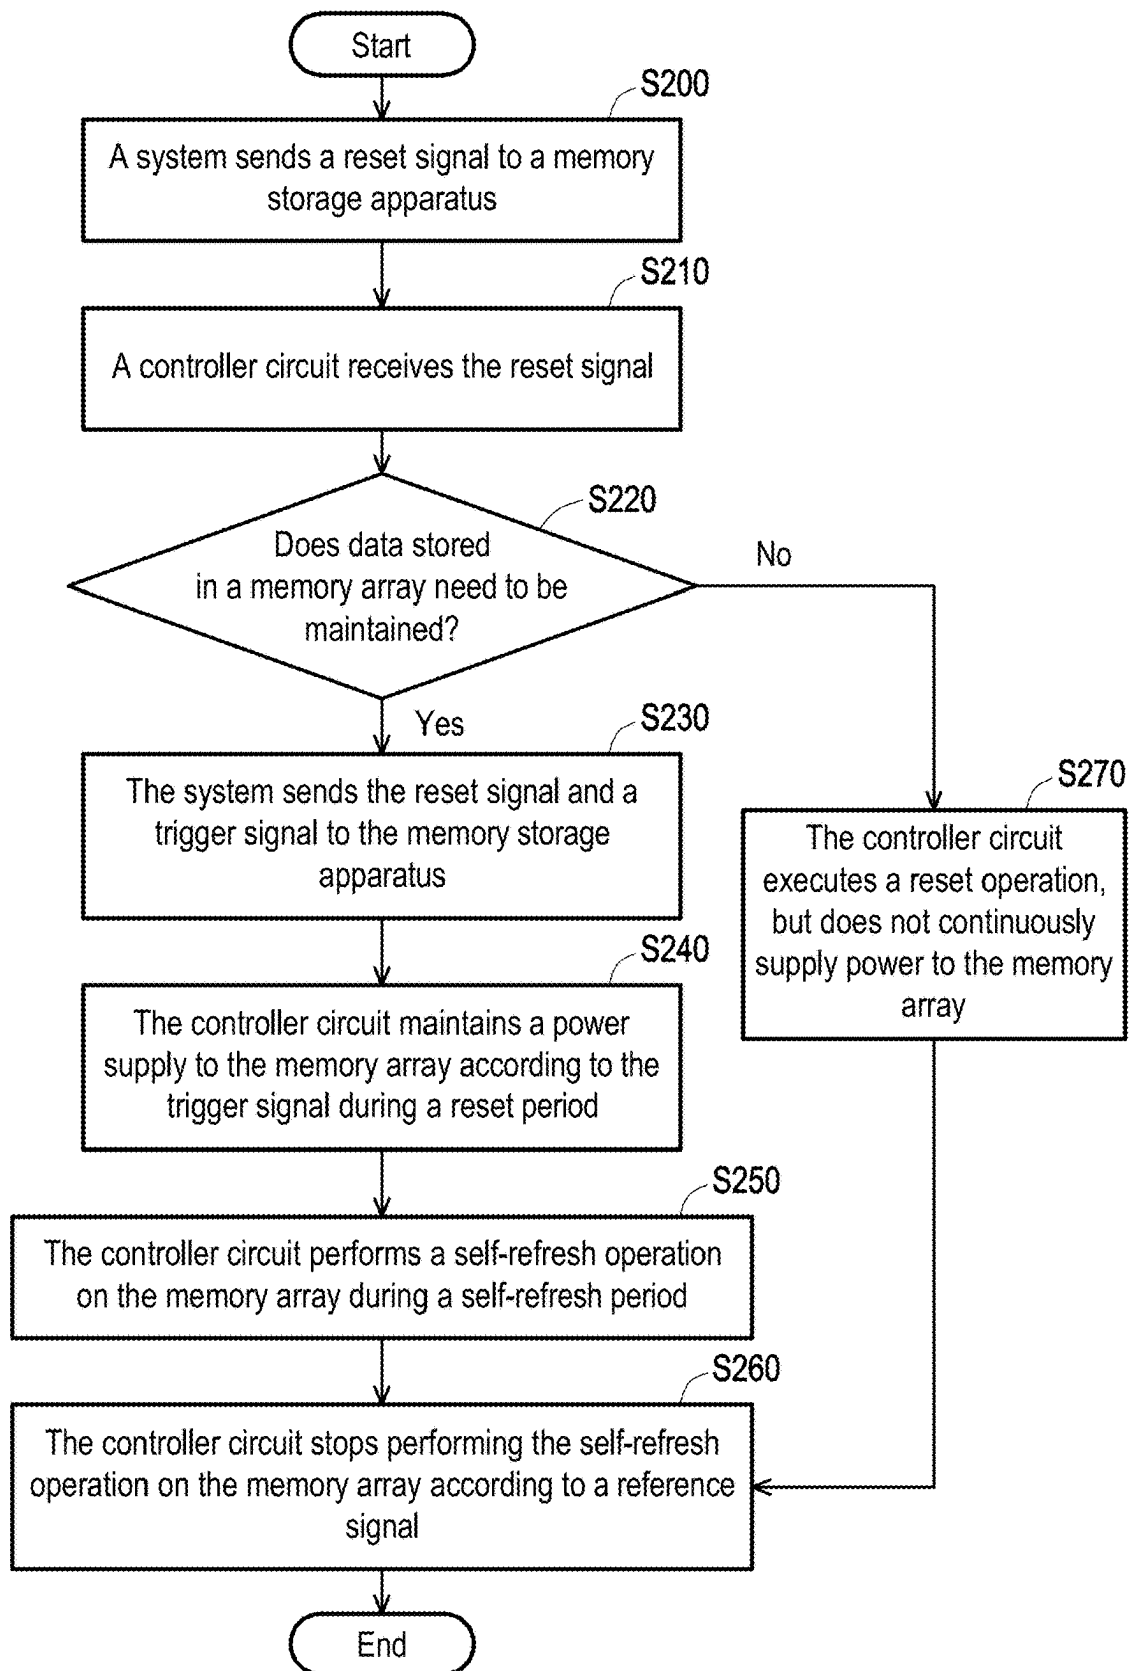 Start
S200
A system sends a reset signal to a memory
storage apparatus
S210
A controller circuit receives the reset signal
S220
Does data stored
in a memory array need to be
maintained?
No
Yes
S230
The system sends the reset signal and a
trigger signal to the memory storage
apparatus
S270
The controller circuit
executes a reset operation,
but does not continuously
supply power to the memory
array
S240
The controller circuit maintains a power
supply to the memory array according to the
trigger signal during a reset period
S250
The controller circuit performs a self-refresh operation
on the memory array during a self-refresh period
S260
The controller circuit stops performing the self-refresh
operation on the memory array according to a reference
signal
End